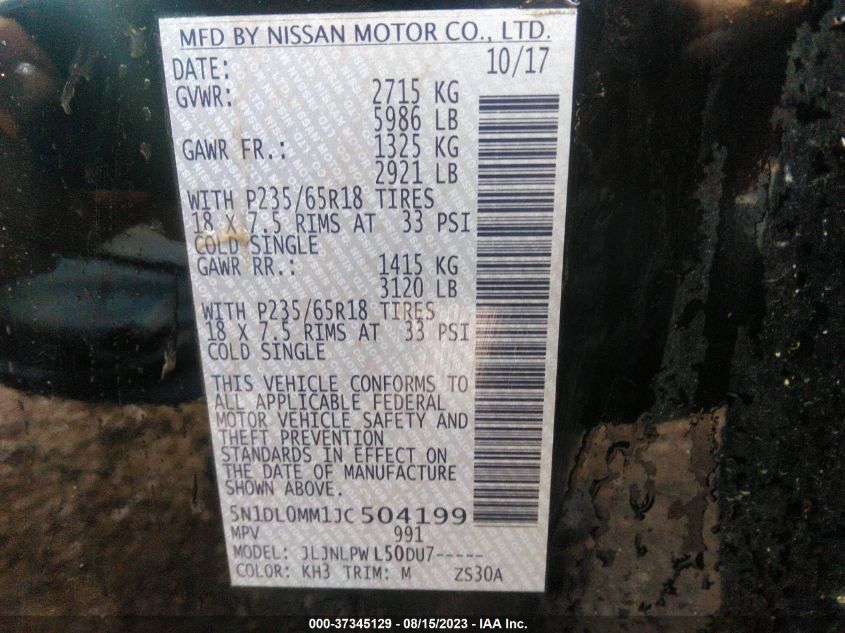 MFD BY NISSAN MOTOR CO., LTD.
DATE: 10/17
GVWR: 2715 KG
5986 LB
GAWR FR.: 1325 KG
2921 LB
WITH P235/65R18 TIRES
18 X 7.5 RIMS AT 33 PSI
COLD SINGLE
GAWR RR.: 1415 KG
3120 LB
WITH P235/65R18 TIRES
18 X 7.5 RIMS AT 33 PSI
COLD SINGLE
THIS VEHICLE CONFORMS TO
ALL APPLICABLE FEDERAL
MOTOR VEHICLE SAFETY AND
THEFT PREVENTION
STANDARDS IN EFFECT ON
THE DATE OF MANUFACTURE
SHOWN ABOVE.
5N1DL0MM1JC 504199
MPV 991
MODEL: JLJNLPW L50DU7-----
COLOR: KH3 TRIM: M ZS30A
000-37345129 - 08/15/2023 - IAA Inc.